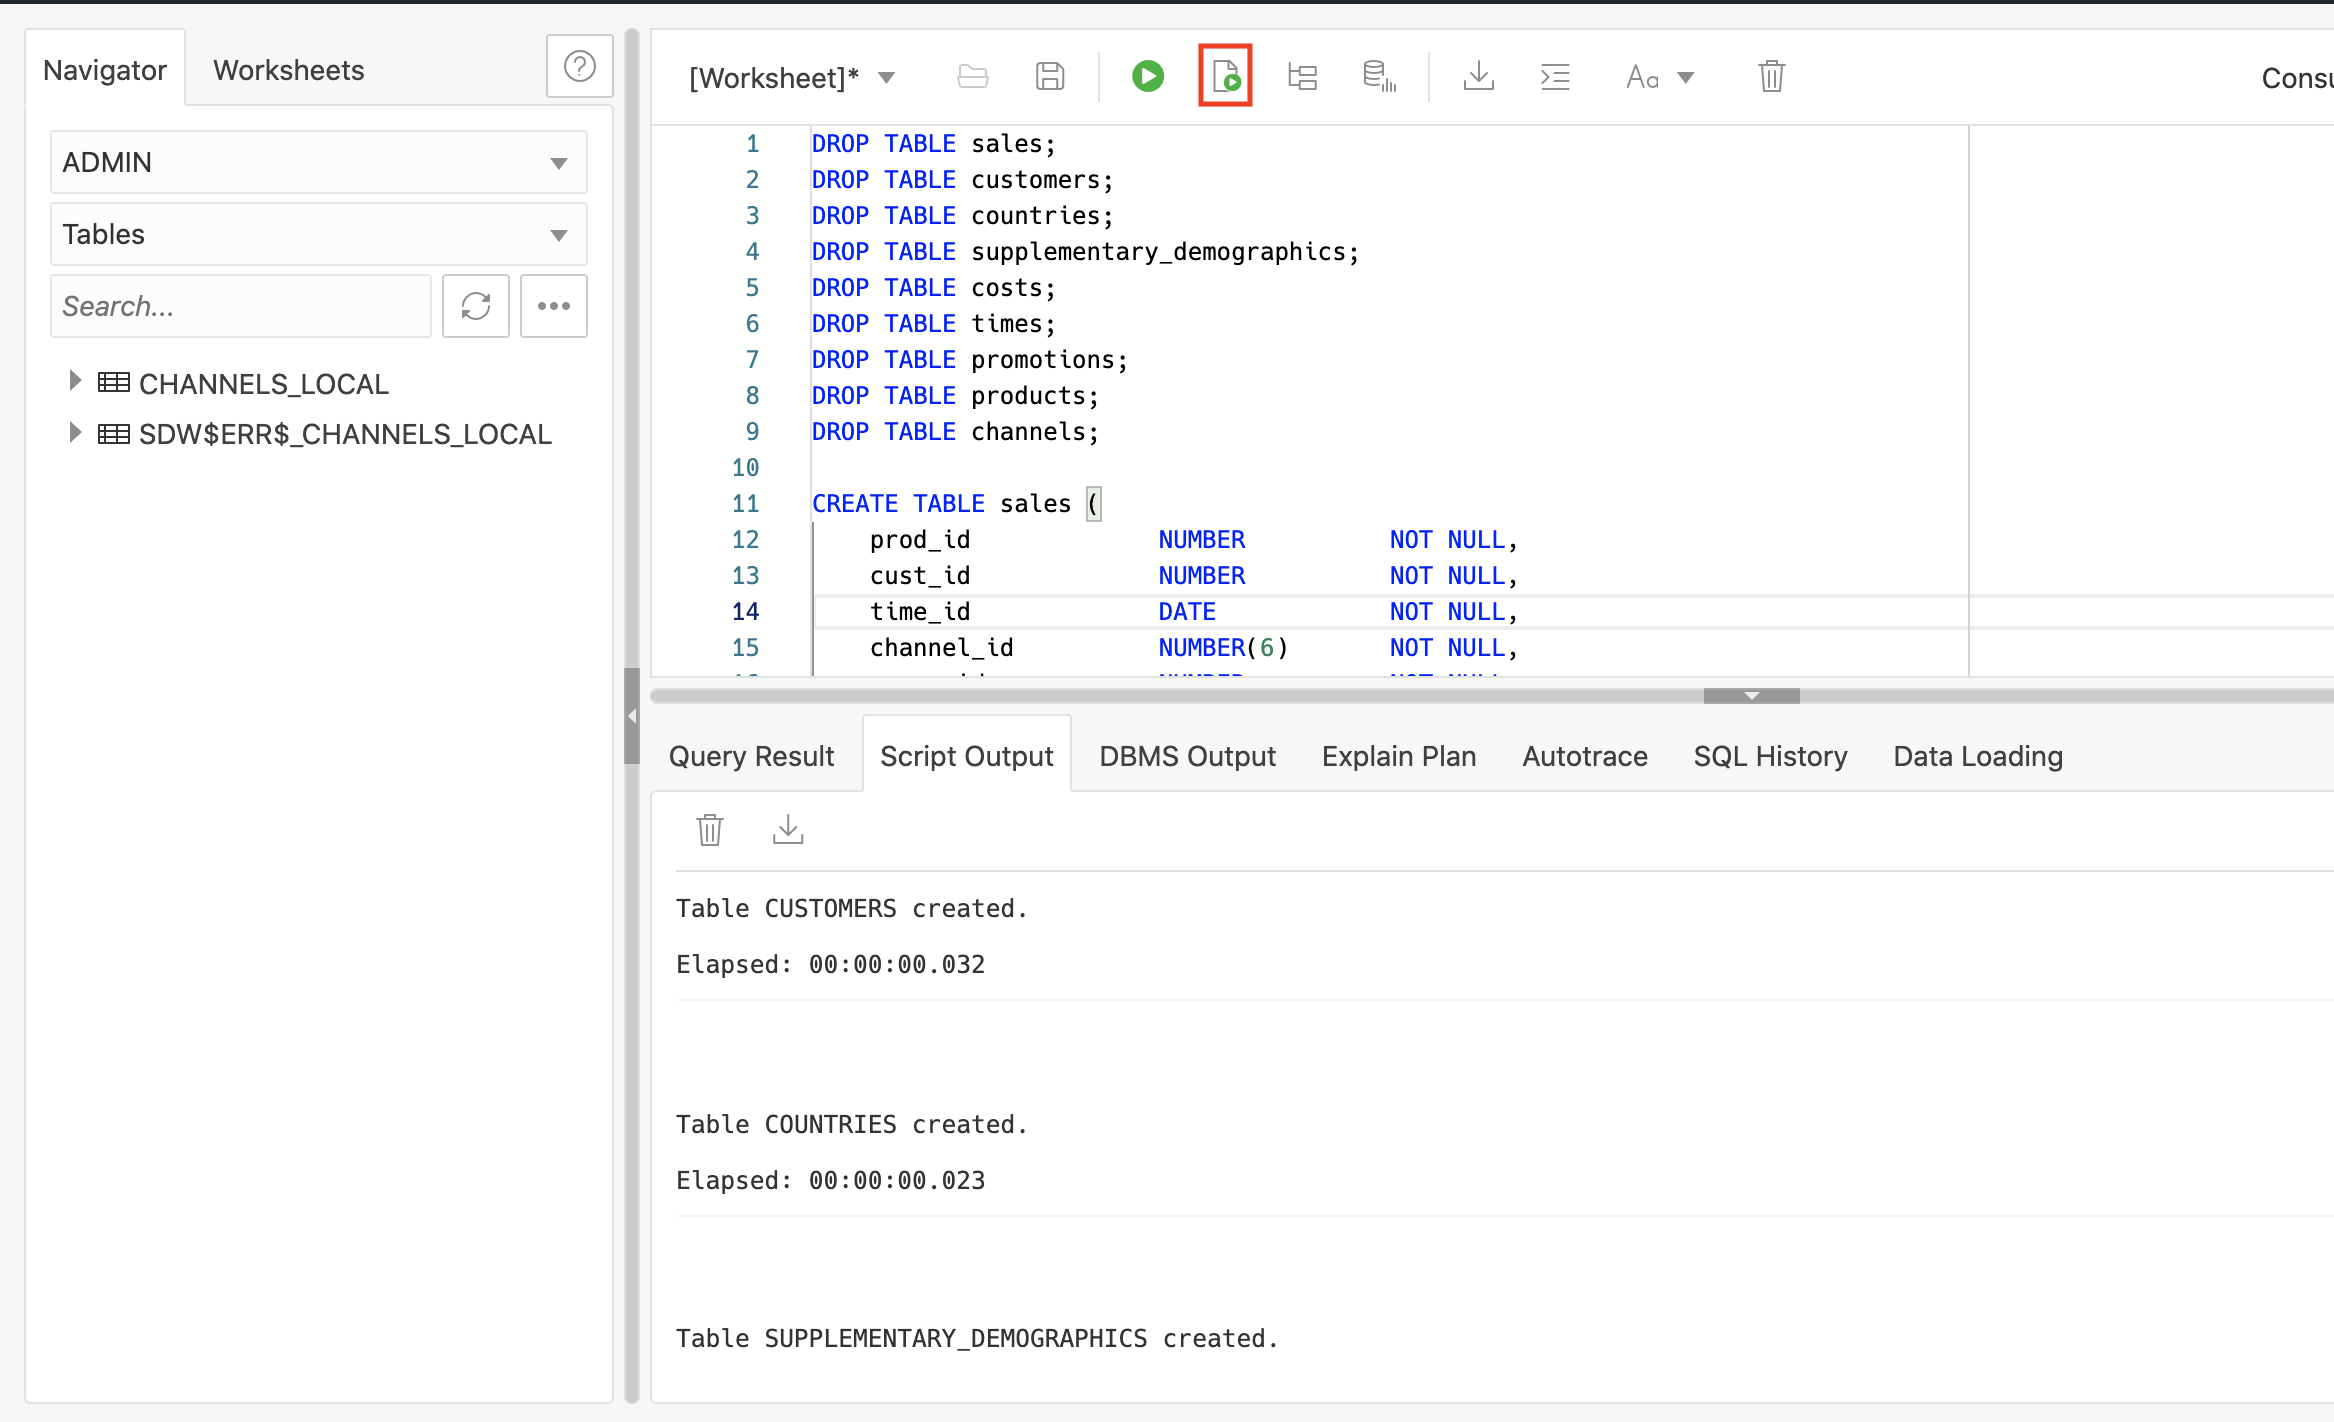 Navigator
Worksheets
?
ADMIN
Tables
Search...
CHANNELS_LOCAL
SDW$ERR$_CHANNELS_LOCAL
[Worksheet]*
Aa
1 DROP TABLE sales;
2 DROP TABLE customers;
3 DROP TABLE countries;
4 DROP TABLE supplementary_demographics;
5 DROP TABLE costs;
6 DROP TABLE times;
7 DROP TABLE promotions;
8 DROP TABLE products;
9 DROP TABLE channels;
10
11 CREATE TABLE sales (
12 prod_id NUMBER NOT NULL,
13 cust_id NUMBER NOT NULL,
14 time_id DATE NOT NULL,
15 channel_id NUMBER(6) NOT NULL,
Query Result
Script Output
DBMS Output
Explain Plan
Autotrace
SQL History
Data Loading
Table CUSTOMERS created.
Elapsed: 00:00:00.032
Table COUNTRIES created.
Elapsed: 00:00:00.023
Table SUPPLEMENTARY_DEMOGRAPHICS created.